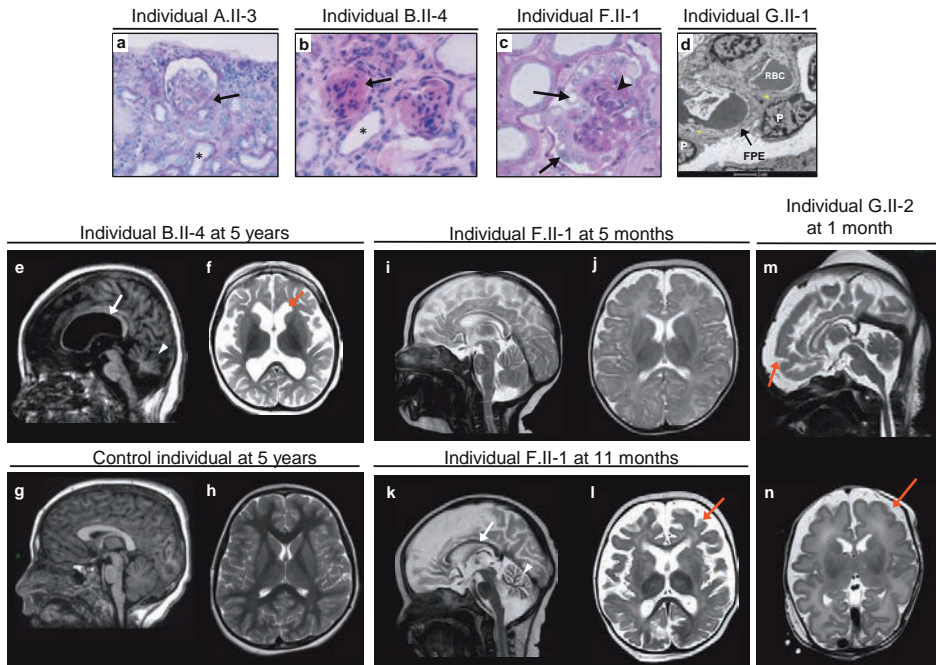 Individual A.II-3
Individual B.II-4
Individual F.II-1
Individual G.II-1
a
b
c
d
*
*
RBC
P
P
FPE
Individual B.II-4 at 5 years
Individual F.II-1 at 5 months
Individual G.II-2
at 1 month
e
f
i
j
m
Control individual at 5 years
Individual F.II-1 at 11 months
g
h
k
l
n